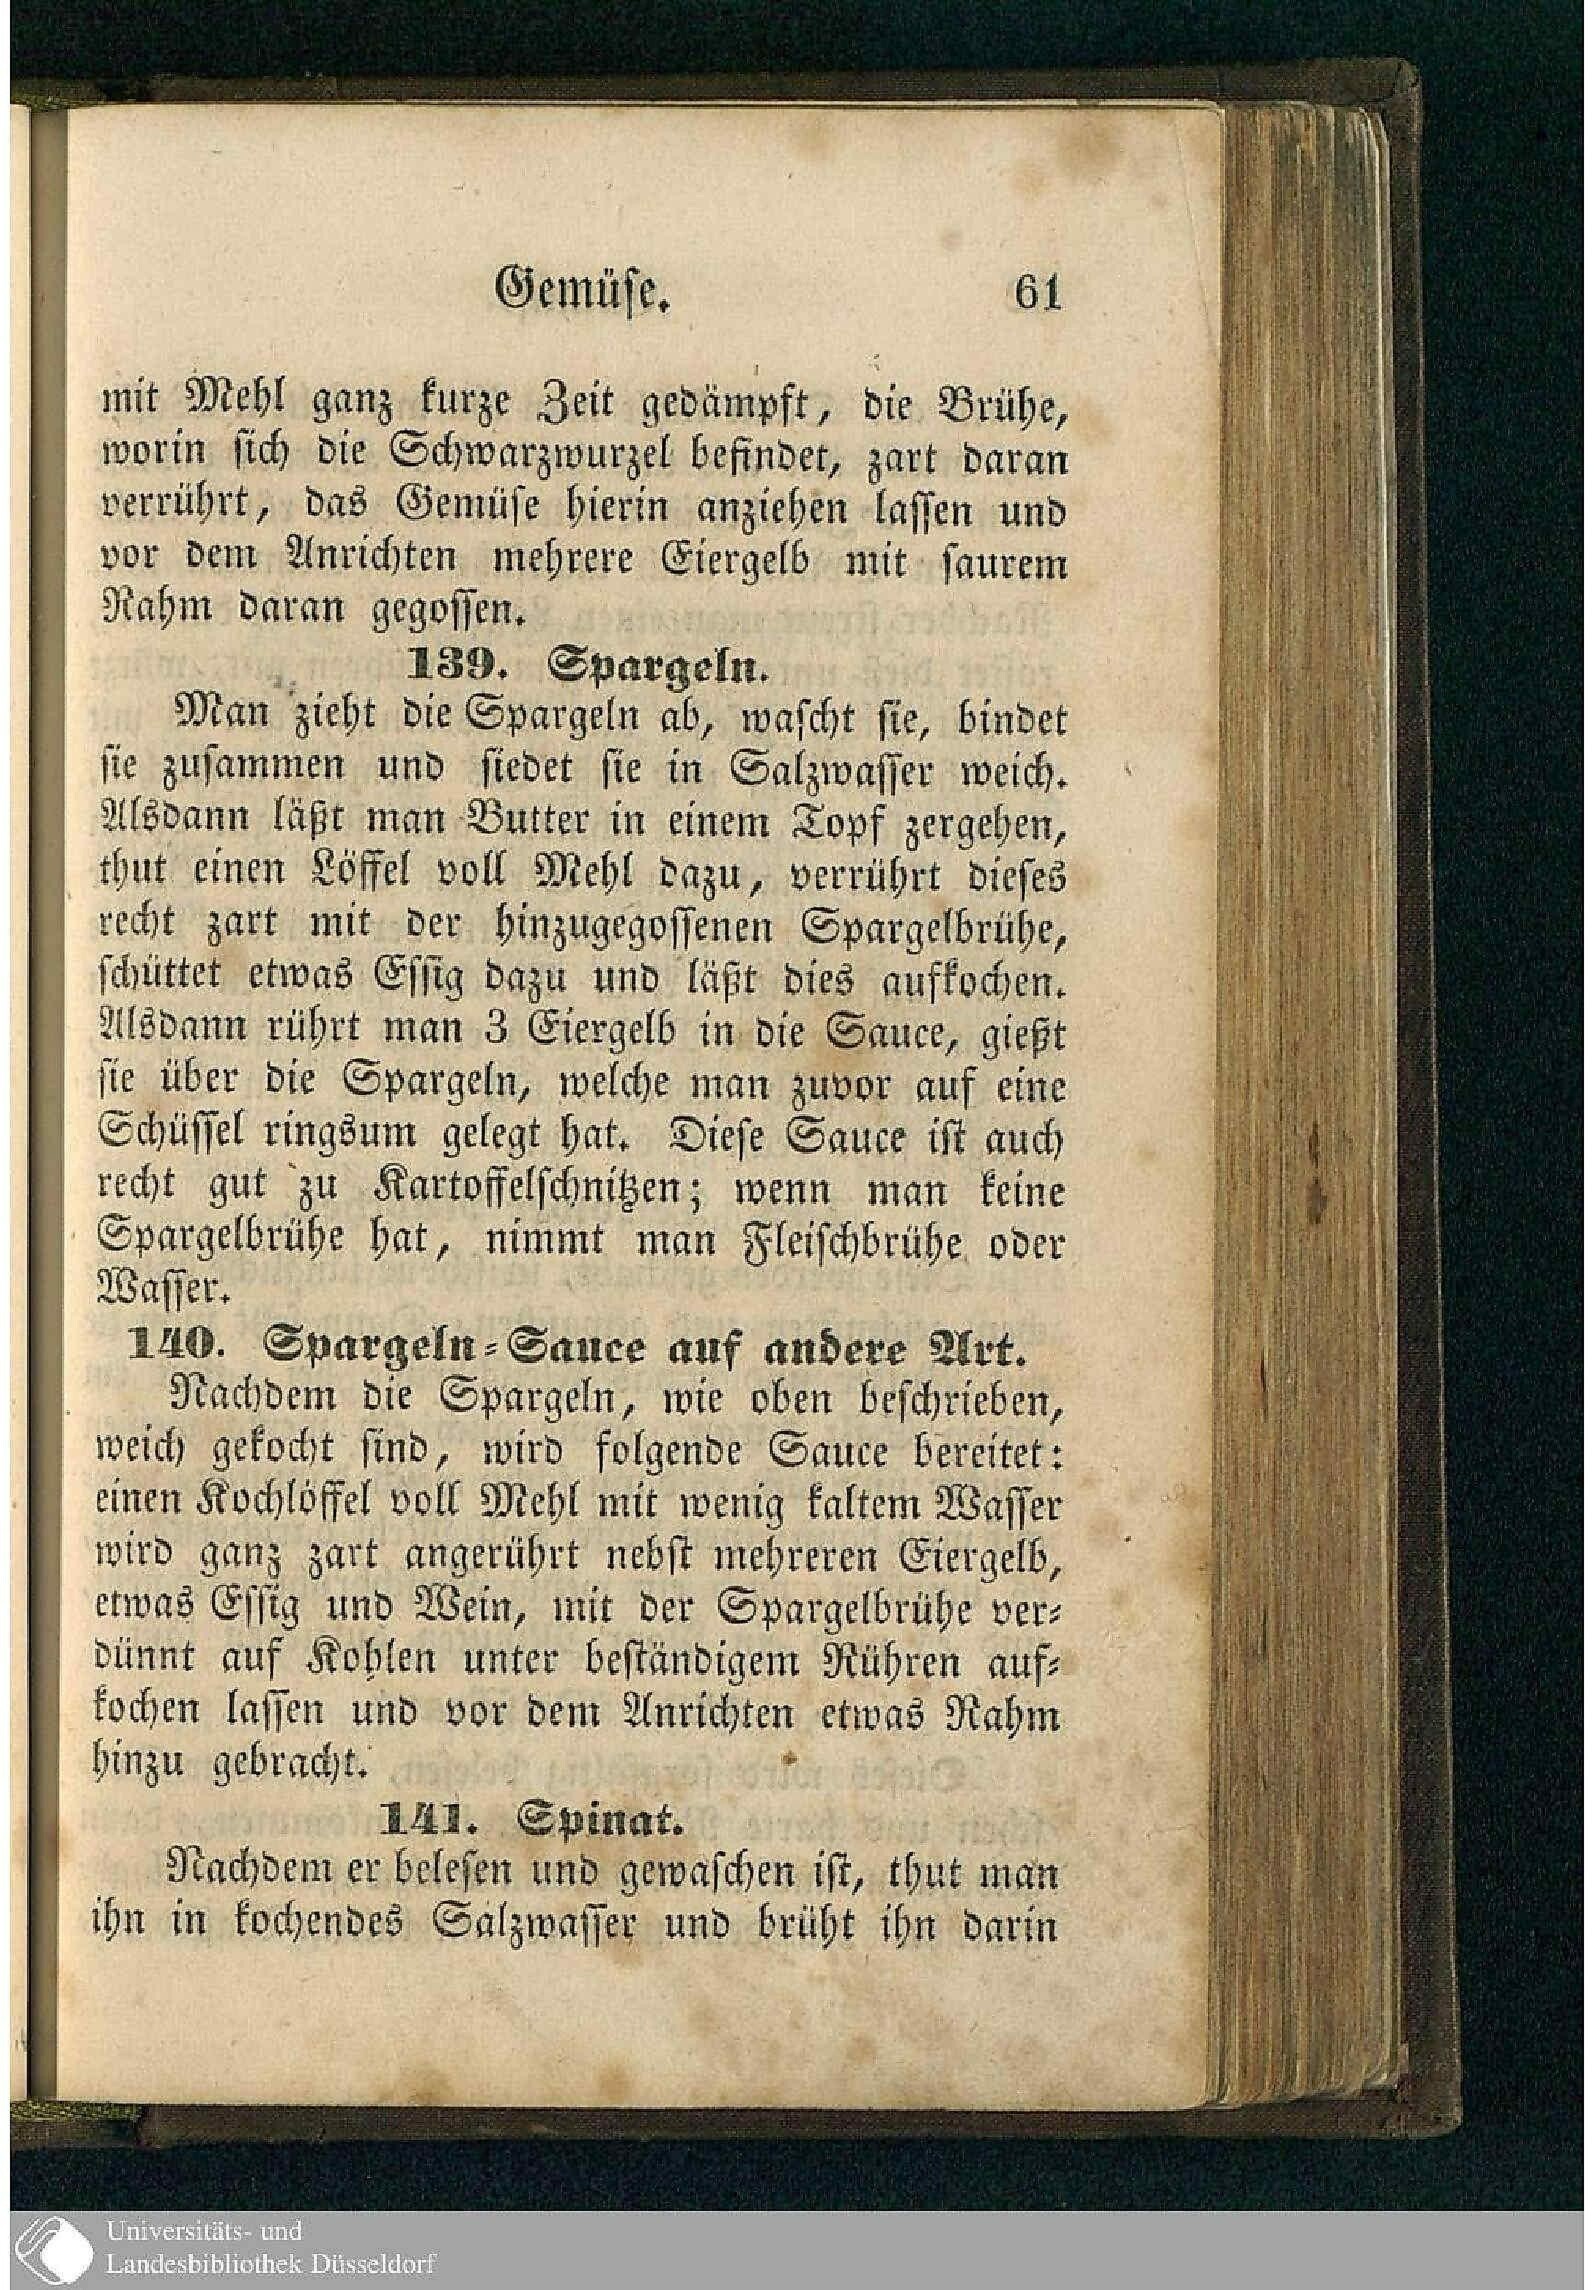 Gemüse. 61
mit Mehl ganz kurze Zeit gedämpft, die Brühe,
worin sich die Schwarzwurzel befindet, zart daran
verrührt, das Gemüse hierin anziehen lassen und
vor dem Anrichten mehrere Eiergelb mit saurem
Rahm daran gegossen.
139. Spargeln.
Man zieht die Spargeln ab, wascht sie, bindet
sie zusammen und siedet sie in Salzwasser weich.
Alsdann läßt man Butter in einem Topf zergehen,
thut einen Löffel voll Mehl dazu, verrührt dieses
recht zart mit der hinzugegossenen Spargelbrühe,
schüttet etwas Essig dazu und läßt dies aufkochen.
Alsdann rührt man 3 Eiergelb in die Sauce, gießt
sie über die Spargeln, welche man zuvor auf eine
Schüssel ringsum gelegt hat. Diese Sauce ist auch
recht gut zu Kartoffelschnitzen; wenn man keine
Spargelbrühe hat, nimmt man Fleischbrühe oder
Wasser.
140. Spargeln-Sauce auf andere Art.
Nachdem die Spargeln, wie oben beschrieben,
weich gekocht sind, wird folgende Sauce bereitet:
einen Kochlöffel voll Mehl mit wenig kaltem Wasser
wird ganz zart angerührt nebst mehreren Eiergelb,
etwas Essig und Wein, mit der Spargelbrühe ver-
dünnt auf Kohlen unter beständigem Rühren auf-
kochen lassen und vor dem Anrichten etwas Rahm
hinzu gebracht.
141. Spinat.
Nachdem er belesen und gewaschen ist, thut man
ihn in kochendes Salzwasser und brüht ihn darin
Universitäts- und
Landesbibliothek Düsseldorf